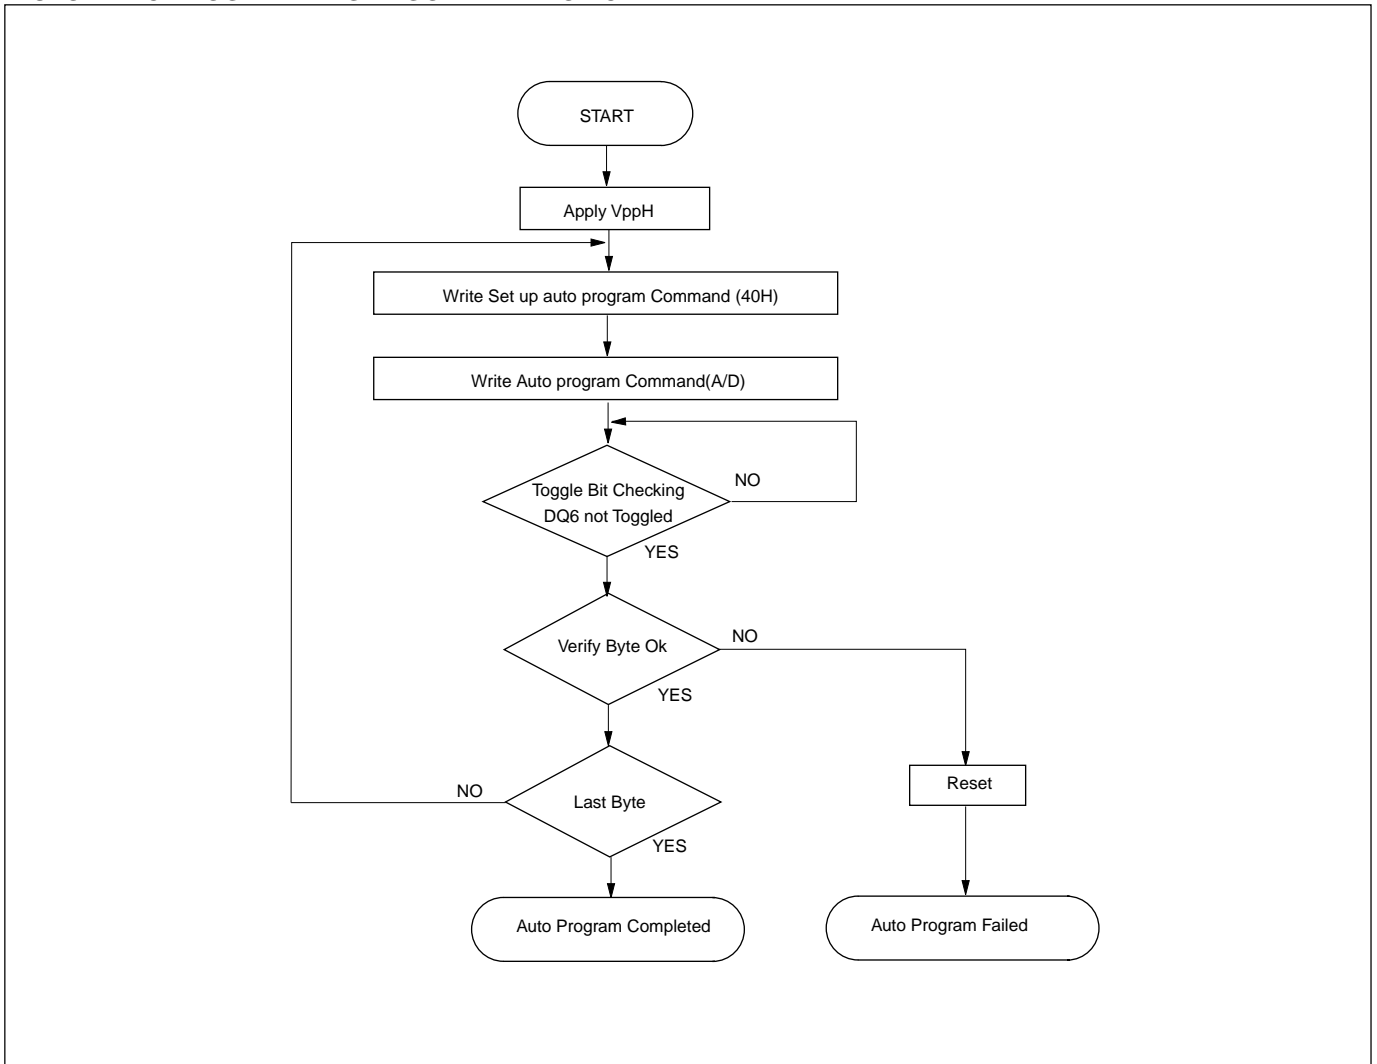 START
Apply VppH
Write Set up auto program Command (40H)
Write Auto program Command(A/D)
NO
Toggle Bit Checking
DQ6 not Toggled
YES
NO
Verify Byte Ok
YES
Reset
NO
Last Byte
YES
Auto Program Completed
Auto Program Failed